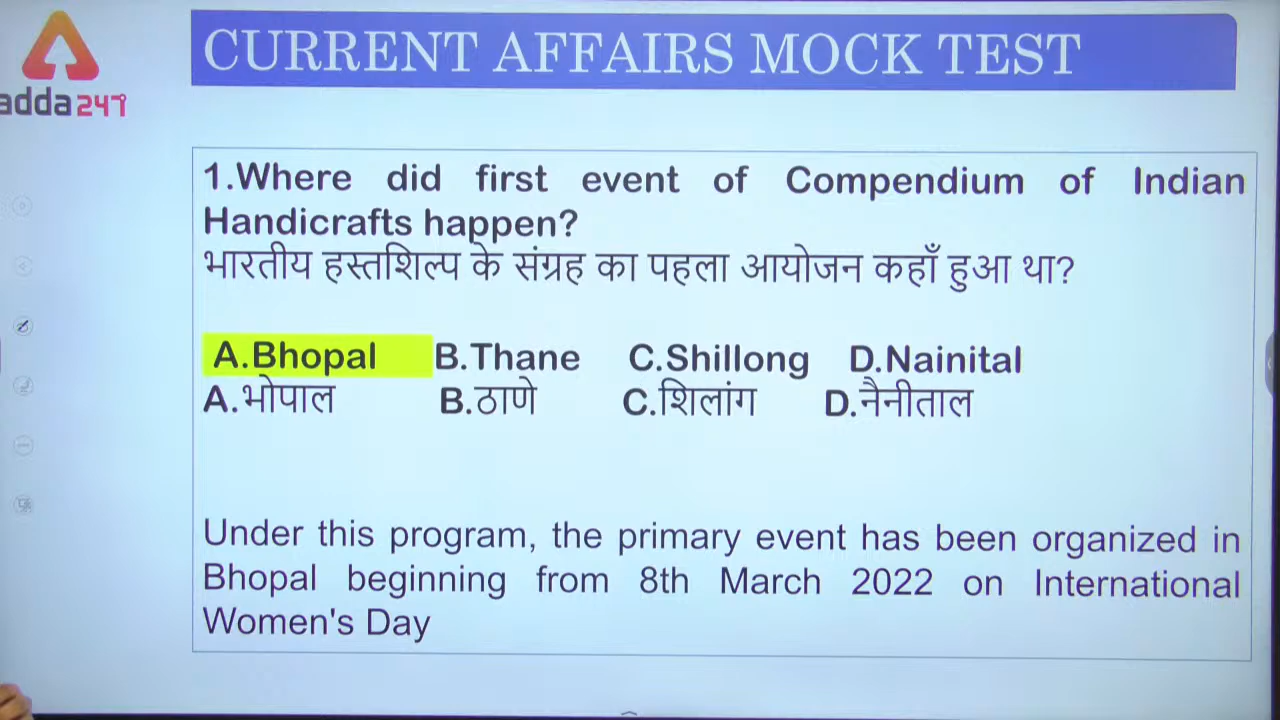 CURRENT AFFAIRS MOCK TEST
adda247
1.Where did first event of Compendium of Indian
Handicrafts happen?
भारतीय हस्तशिल्प के संग्रह का पहला आयोजन कहाँ हुआ था?
A.Bhopal B.Thane C.Shillong D.Nainital
A.भोपाल B.ठाणे C.शिलांग D.नैनीताल
Under this program, the primary event has been organized in
Bhopal beginning from 8th March 2022 on International
Women's Day